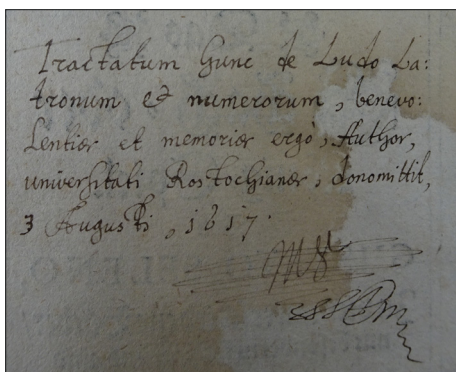 Tractatum hunc de Ludo La:
tronum et numerorum, benevo:
lentiæ et memoriæ ergo, Author,
universitati Rostochianæ, donomittit,
3 Augusti, 1617.